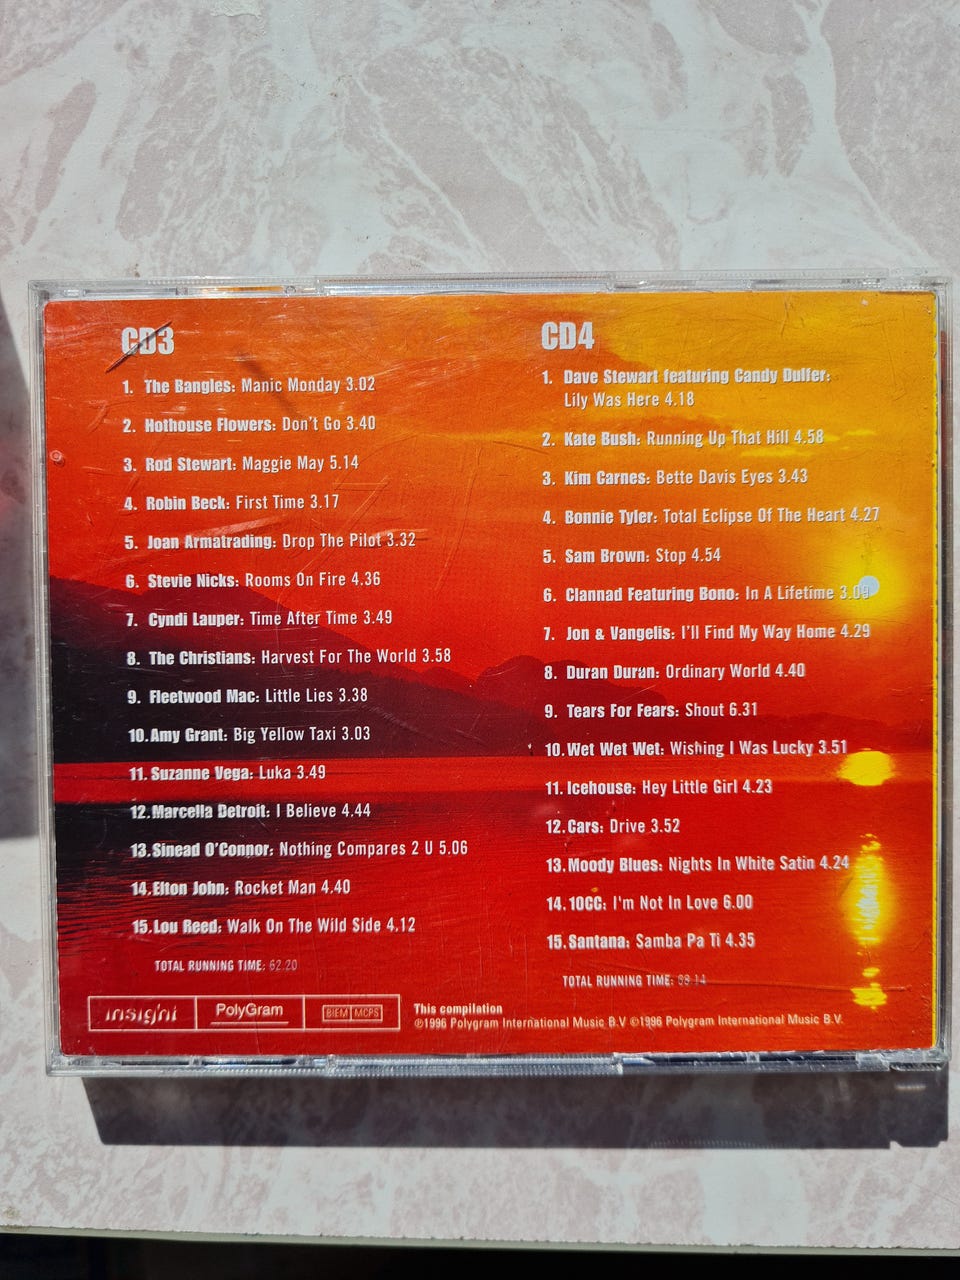 CD3
1. The Bangles: Manic Monday 3.02
2. Hothouse Flowers: Don't Go 3.40
3. Rod Stewart: Maggie May 5.14
4. Robin Beck: First Time 3.17
5. Joan Armatrading: Drop The Pilot 3.32
6. Stevie Nicks: Rooms On Fire 4.36
7. Cyndi Lauper: Time After Time 3.49
8. The Christians: Harvest For The World 3.58
9. Fleetwood Mac: Little Lies 3.38
10. Amy Grant: Big Yellow Taxi 3.03
11. Suzanne Vega: Luka 3.49
12. Marcella Detroit: I Believe 4.44
13. Sinead O'Connor: Nothing Compares 2 U 5.06
14. Elton John: Rocket Man 4.40
15. Lou Reed: Walk On The Wild Side 4.12
TOTAL RUNNING TIME: 62.20
CD4
1. Dave Stewart featuring Candy Dulfer:
Lily Was Here 4.18
2. Kate Bush: Running Up That Hill 4.58
3. Kim Carnes: Bette Davis Eyes 3.43
4. Bonnie Tyler: Total Eclipse Of The Heart 4.27
5. Sam Brown: Stop 4.54
6. Clannad Featuring Bono: In A Lifetime 3.09
7. Jon & Vangelis: I'll Find My Way Home 4.29
8. Duran Duran: Ordinary World 4.40
9. Tears For Fears: Shout 6.31
10. Wet Wet Wet: Wishing I Was Lucky 3.51
11. Icehouse: Hey Little Girl 4.23
12. Cars: Drive 3.52
13. Moody Blues: Nights In White Satin 4.24
14. 10CC: I'm Not In Love 6.00
15. Santana: Samba Pa Ti 4.35
TOTAL RUNNING TIME:
insight
PolyGram
BIEM MCPS
This compilation
℗1996 Polygram International Music B.V ©1996 Polygram International Music B.V.